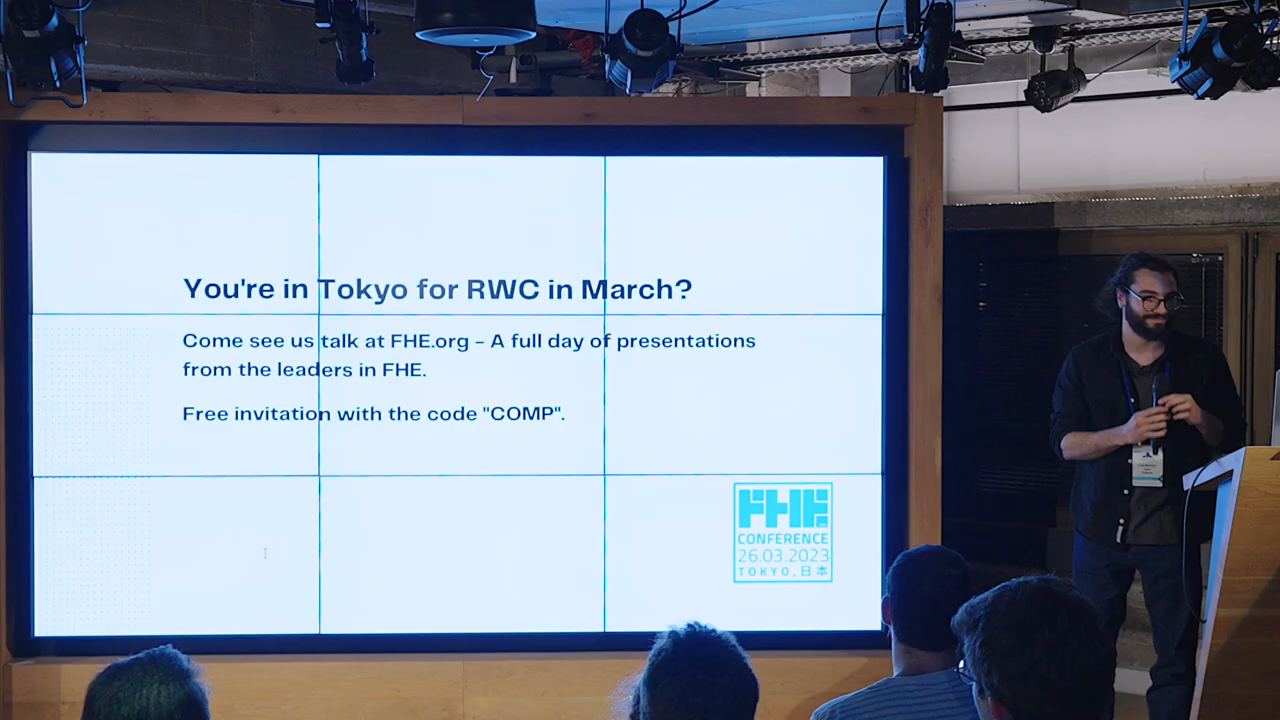 You're in Tokyo for RWC in March?
Come see us talk at FHE.org – A full day of presentations
from the leaders in FHE.
Free invitation with the code "COMP".
FHE
CONFERENCE
26.03.2023
TOKYO, 日本